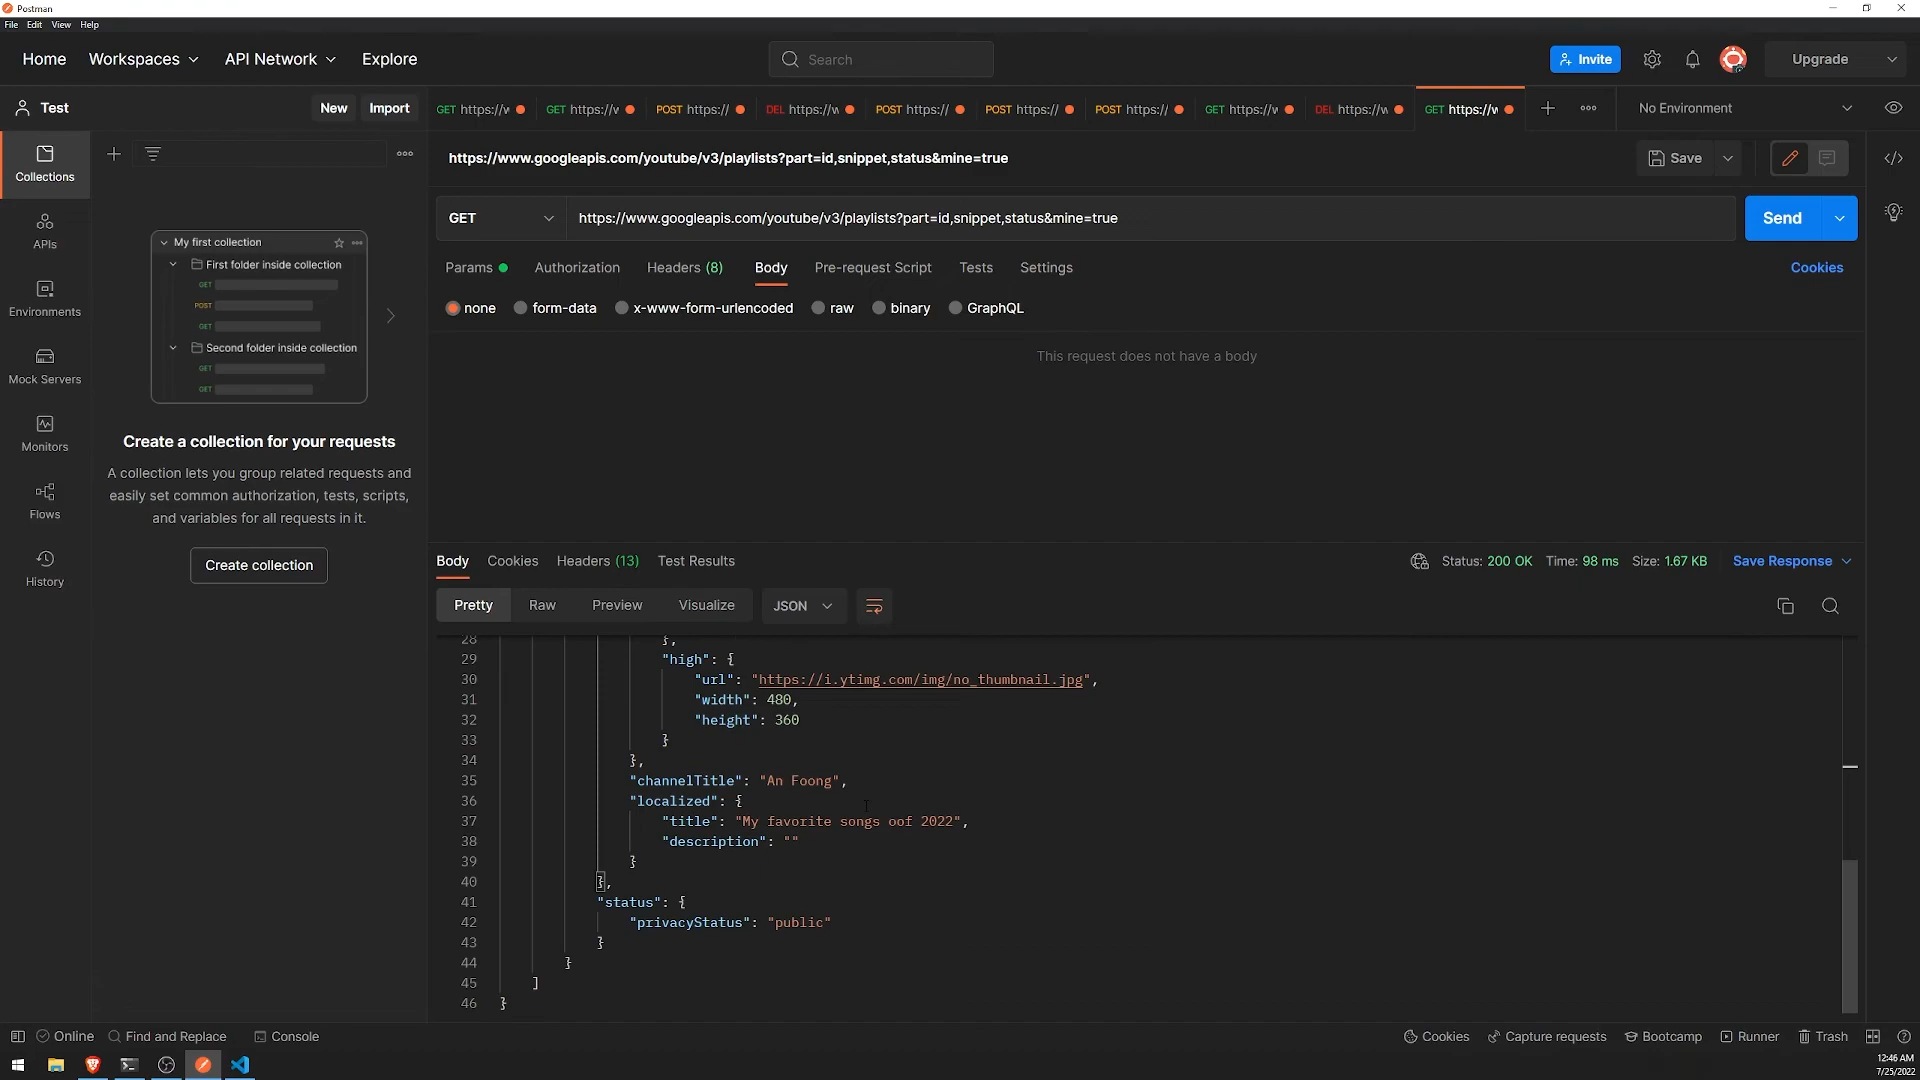 Postman
File Edit View Help
Home Workspaces API Network Explore Search Invite Upgrade
Test New Import
GET https://v GET https://v POST https:// DEL https://v POST https:// POST https:// POST https:// GET https://v DEL https://v GET https://v No Environment
https://www.googleapis.com/youtube/v3/playlists?part=id,snippet,status&mine=true Save
GET https://www.googleapis.com/youtube/v3/playlists?part=id,snippet,status&mine=true Send
Params Authorization Headers (8) Body Pre-request Script Tests Settings Cookies
none form-data x-www-form-urlencoded raw binary GraphQL
This request does not have a body
Collections
APIs
Environments
Mock Servers
Monitors
Flows
History
My first collection
First folder inside collection
GET
POST
GET
Second folder inside collection
GET
GET
Create a collection for your requests
A collection lets you group related requests and
easily set common authorization, tests, scripts,
and variables for all requests in it.
Create collection
Body Cookies Headers (13) Test Results Status: 200 OK Time: 98 ms Size: 1.67 KB Save Response
Pretty Raw Preview Visualize JSON
28 },
29 "high": {
30 "url": "https://i.ytimg.com/img/no_thumbnail.jpg",
31 "width": 480,
32 "height": 360
33 }
34 },
35 "channelTitle": "An Foong",
36 "localized": {
37 "title": "My favorite songs oof 2022",
38 "description": ""
39 }
40 },
41 "status": {
42 "privacyStatus": "public"
43 }
44 }
45 ]
46 }
Online Find and Replace Console Cookies Capture requests Bootcamp Runner Trash
12:46 AM
7/25/2022